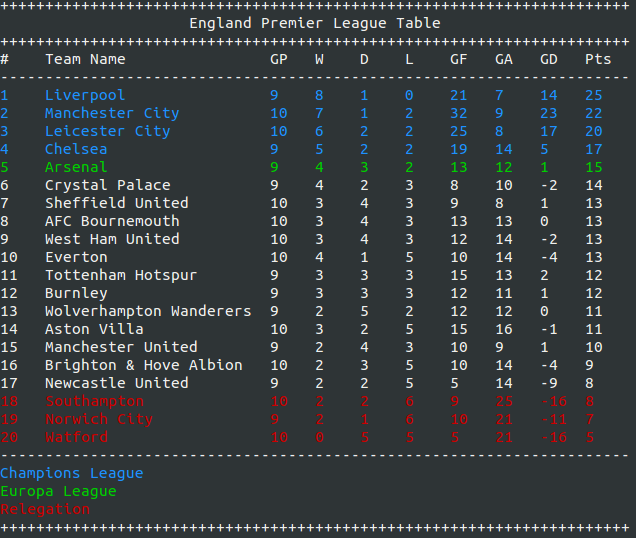 ++++++++++++++++++++++++++++++++++++++++++++++++++++++++++++++++++++++
England Premier League Table
++++++++++++++++++++++++++++++++++++++++++++++++++++++++++++++++++++++
#    Team Name                GP   W    D    L    GF   GA   GD   Pts
----------------------------------------------------------------------
1    Liverpool                9    8    1    0    21   7    14   25
2    Manchester City          10   7    1    2    32   9    23   22
3    Leicester City           10   6    2    2    25   8    17   20
4    Chelsea                  9    5    2    2    19   14   5    17
5    Arsenal                  9    4    3    2    13   12   1    15
6    Crystal Palace           9    4    2    3    8    10   -2   14
7    Sheffield United         10   3    4    3    9    8    1    13
8    AFC Bournemouth          10   3    4    3    13   13   0    13
9    West Ham United          10   3    4    3    12   14   -2   13
10   Everton                  10   4    1    5    10   14   -4   13
11   Tottenham Hotspur        9    3    3    3    15   13   2    12
12   Burnley                  9    3    3    3    12   11   1    12
13   Wolverhampton Wanderers  9    2    5    2    12   12   0    11
14   Aston Villa              10   3    2    5    15   16   -1   11
15   Manchester United        9    2    4    3    10   9    1    10
16   Brighton & Hove Albion   10   2    3    5    10   14   -4   9
17   Newcastle United         9    2    2    5    5    14   -9   8
18   Southampton              10   2    2    6    9    25   -16  8
19   Norwich City             9    2    1    6    10   21   -11  7
20   Watford                  10   0    5    5    5    21   -16  5
----------------------------------------------------------------------
Champions League
Europa League
Relegation
++++++++++++++++++++++++++++++++++++++++++++++++++++++++++++++++++++++